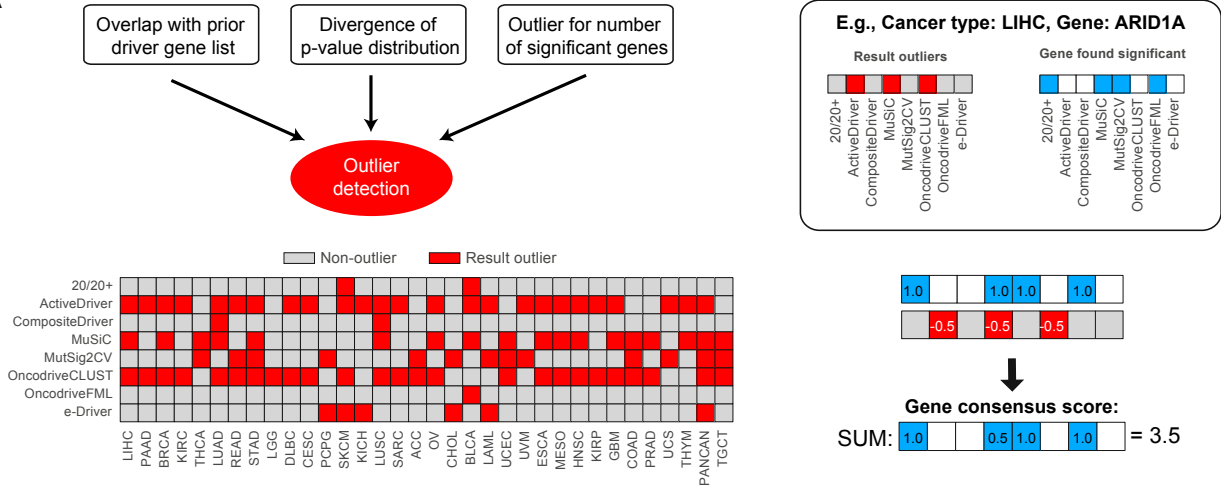 Overlap with prior
driver gene list
Divergence of
p-value distribution
Outlier for number
of significant genes
Outlier
detection
Non-outlier
Result outlier
20/20+
ActiveDriver
CompositeDriver
MuSiC
MutSig2CV
OncodriveCLUST
OncodriveFML
e-Driver
LIHC
PAAD
BRCA
KIRC
THCA
LUAD
READ
STAD
LGG
DLBC
CESC
PCPG
SKCM
KICH
LUSC
SARC
ACC
OV
CHOL
BLCA
LAML
UCEC
UVM
ESCA
MESO
HNSC
KIRP
GBM
COAD
PRAD
UCS
THYM
PANCAN
TGCT
E.g., Cancer type: LIHC, Gene: ARID1A
Result outliers
20/20+
ActiveDriver
CompositeDriver
MuSiC
MutSig2CV
OncodriveCLUST
OncodriveFML
e-Driver
Gene found significant
20/20+
ActiveDriver
CompositeDriver
MuSiC
MutSig2CV
OncodriveCLUST
OncodriveFML
e-Driver
1.0 1.0 1.0 1.0
-0.5 -0.5 -0.5
Gene consensus score:
SUM: 1.0 0.5 1.0 1.0 = 3.5